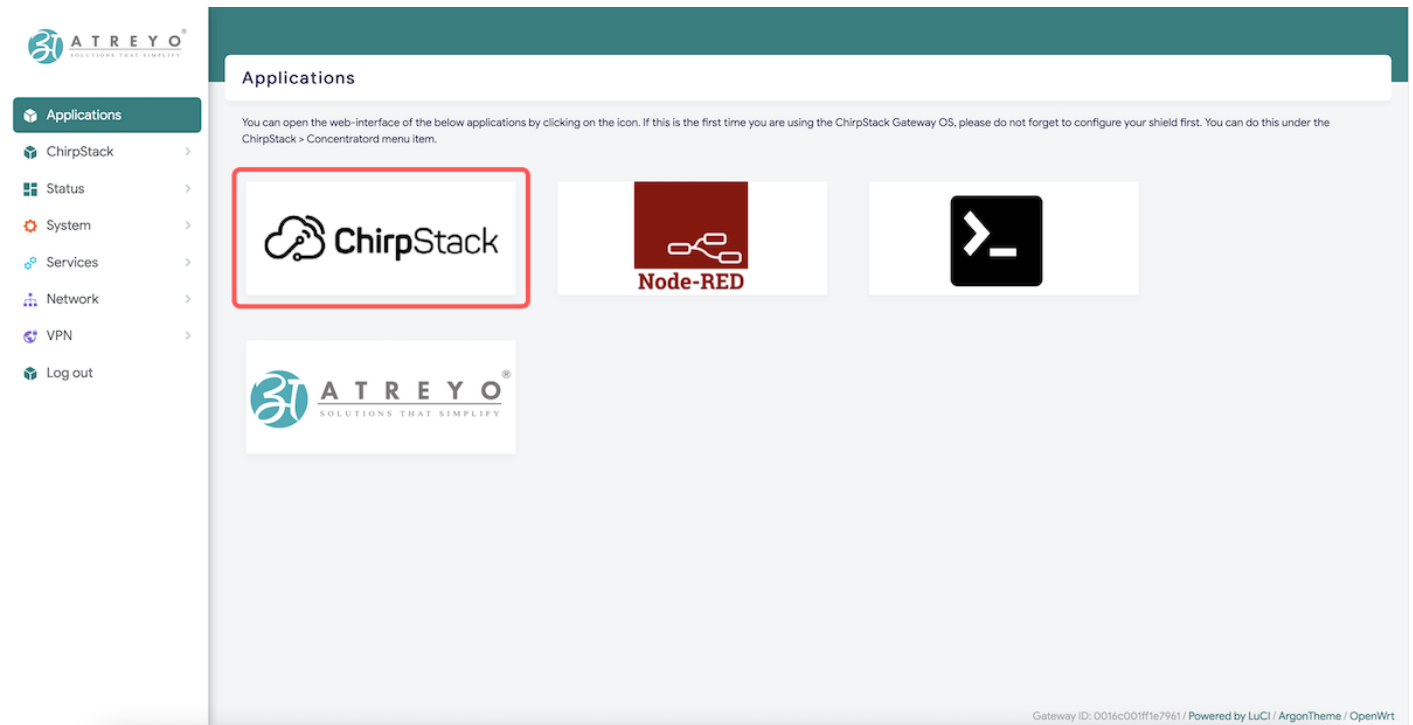 ATREYO®
SOLUTIONS THAT SIMPLIFY
Applications
ChirpStack
Status
System
Services
Network
VPN
Log out
Applications
You can open the web-interface of the below applications by clicking on the icon. If this is the first time you are using the ChirpStack Gateway OS, please do not forget to configure your shield first. You can do this under the
ChirpStack > Concentratord menu item.
ChirpStack
Node-RED
ATREYO®
SOLUTIONS THAT SIMPLIFY
Gateway ID: 0016c001ff1e7961 / Powered by LuCI / ArgonTheme / OpenWrt